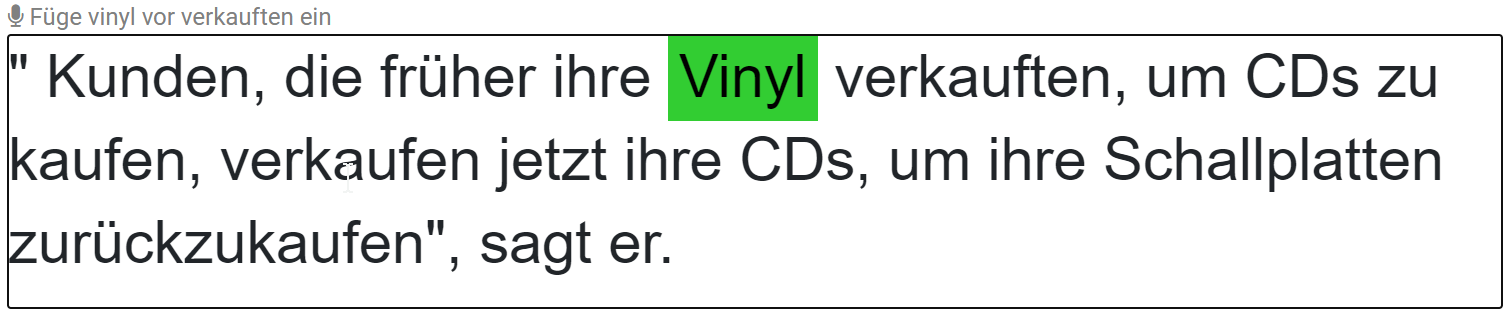 Füge vinyl vor verkauften ein
" Kunden, die früher ihre Vinyl verkauften, um CDs zu
kaufen, verkaufen jetzt ihre CDs, um ihre Schallplatten
zurückzukaufen", sagt er.